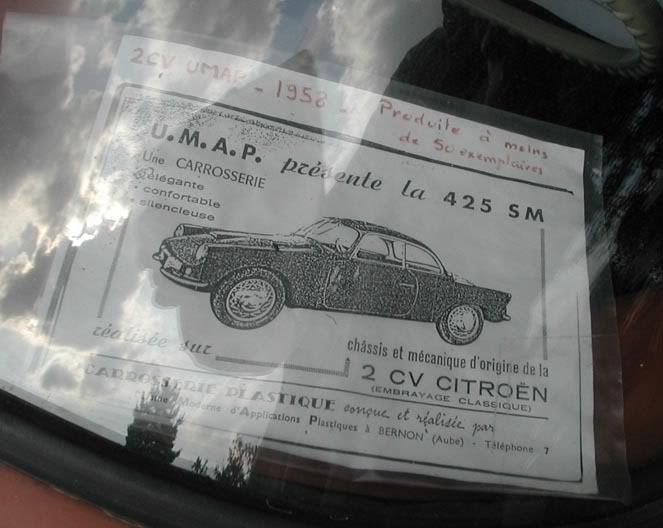 2CV UMAP - 1958 - Produite à moins
de 50 exemplaires
U.M.A.P. présente la 425 SM
Une CARROSSERIE
• élégante
• confortable
• silencieuse
réalisée sur
châssis et mécanique d'origine de la
2 CV CITROËN
(EMBRAYAGE CLASSIQUE)
CARROSSERIE PLASTIQUE conçue et réalisée par
Moderne d'Applications Plastiques à BERNON (Aube) - Téléphone 7